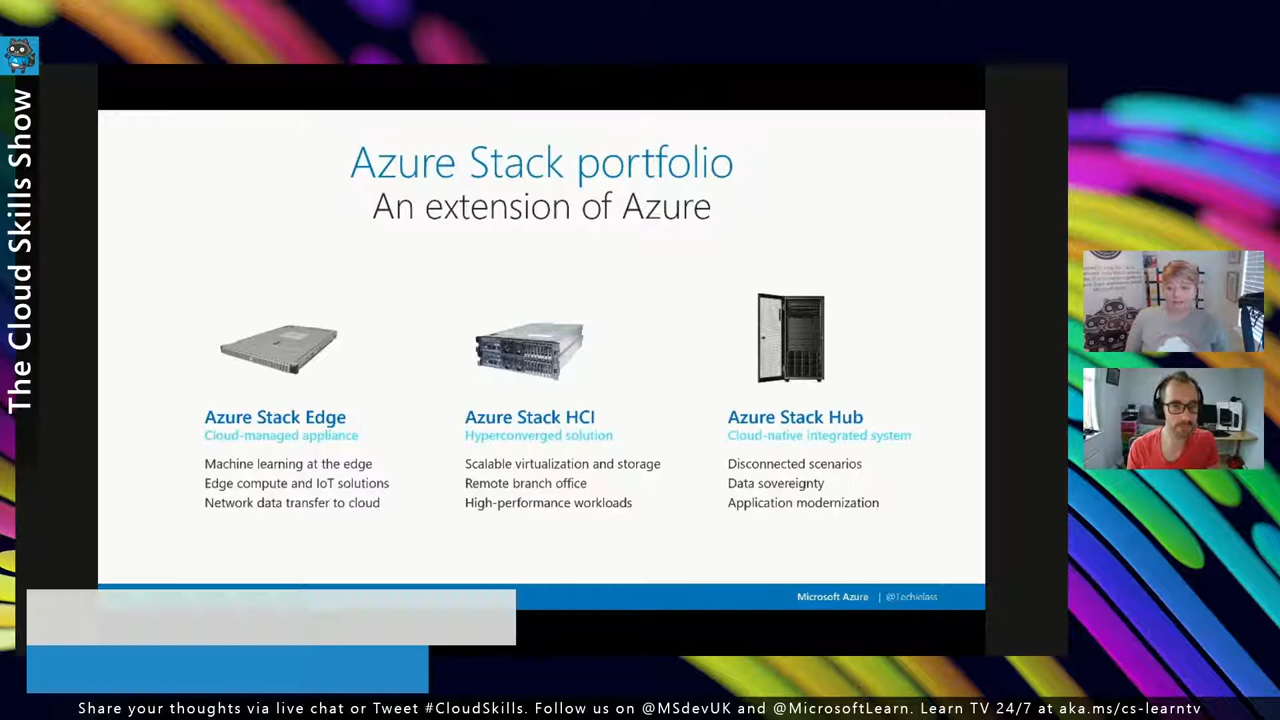 The Cloud Skills Show
Azure Stack portfolio
An extension of Azure
Azure Stack Edge
Cloud-managed appliance
Machine learning at the edge
Edge compute and IoT solutions
Network data transfer to cloud
Azure Stack HCI
Hyperconverged solution
Scalable virtualization and storage
Remote branch office
High-performance workloads
Azure Stack Hub
Cloud-native integrated system
Disconnected scenarios
Data sovereignty
Application modernization
Microsoft Azure | @Techielass
Share your thoughts via live chat or Tweet #CloudSkills. Follow us on @MSdevUK and @MicrosoftLearn. Learn TV 24/7 at aka.ms/cs-learntv